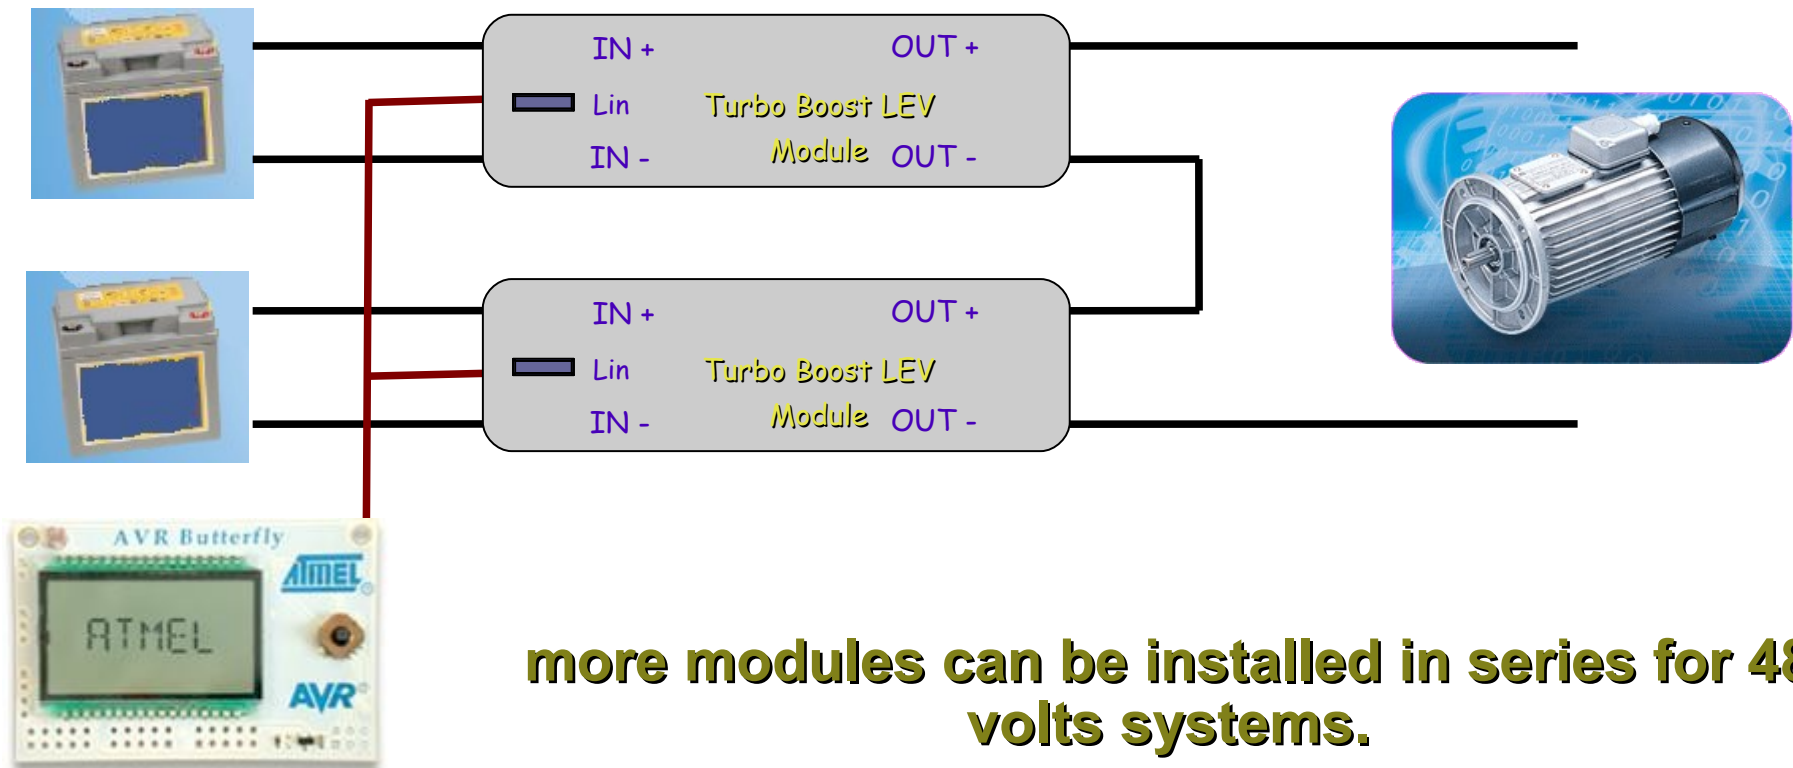 IN + OUT +
Lin Turbo Boost LEV
IN - Module OUT -
IN + OUT +
Lin Turbo Boost LEV
IN - Module OUT -
AVR Butterfly
ATMEL
ATMEL
AVR
more modules can be installed in series for 48
volts systems.